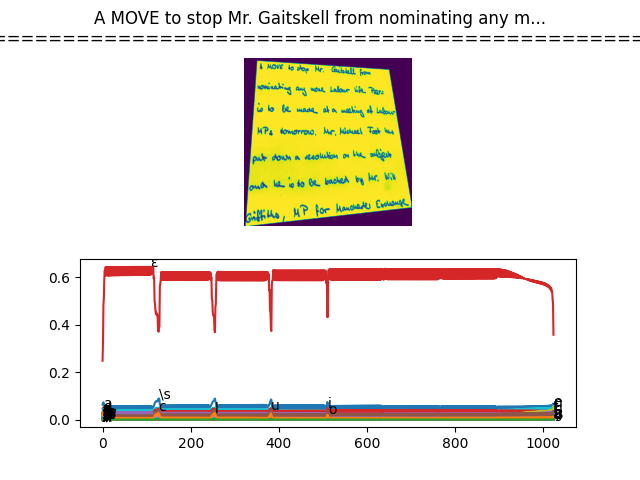 A MOVE to stop Mr. Gaitskell from nominating any m...
================================================
A MOVE to stop Mr. Gaitskell from
nominating any more Labour life Peers
is to be made at a meeting of Labour
MPs tomorrow. Mr. Michael Foot has
put down a resolution on the subject
and he is to be backed by Mr. Will
Griffiths, MP for Manchester Exchange
ε
0.6
0.4
0.2
0.0
a
\s
c
l
u
i
o
0
200
400
600
800
1000